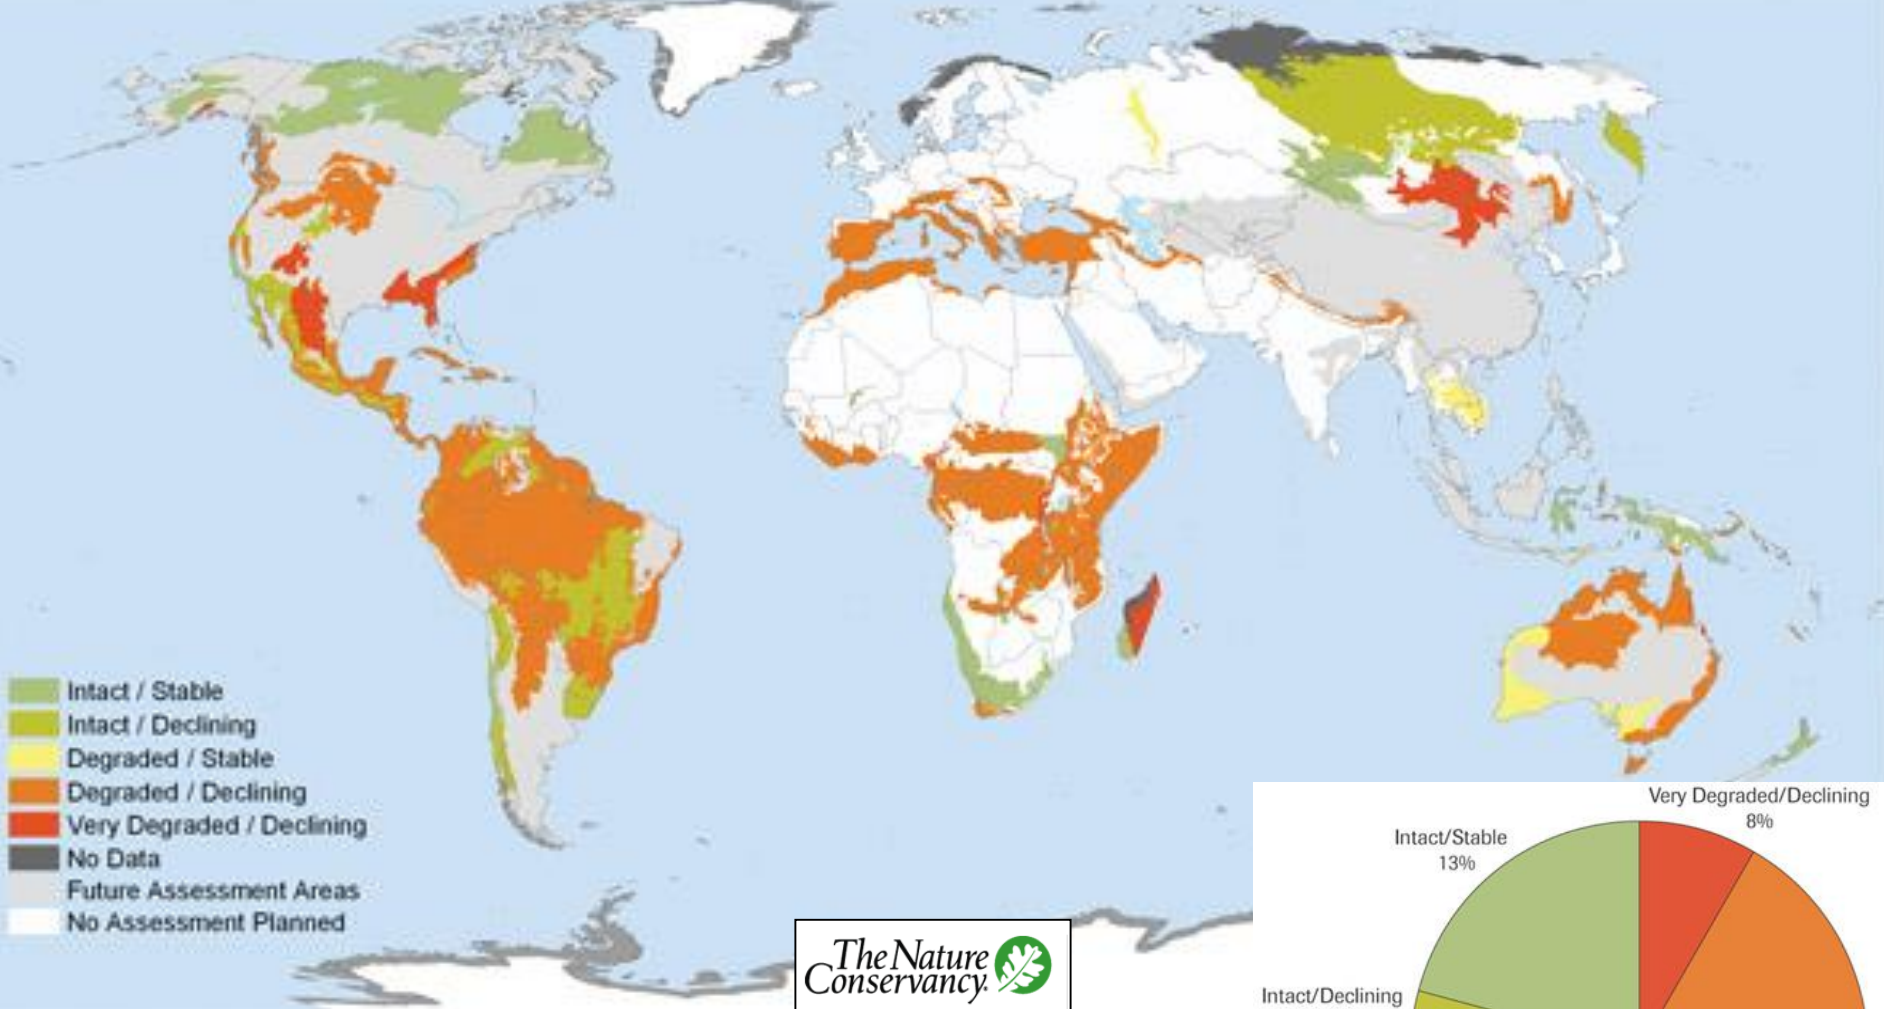 Intact / Stable
Intact / Declining
Degraded / Stable
Degraded / Declining
Very Degraded / Declining
No Data
Future Assessment Areas
No Assessment Planned
The Nature
Conservancy.
Very Degraded/Declining
8%
Intact/Stable
13%
Intact/Declining